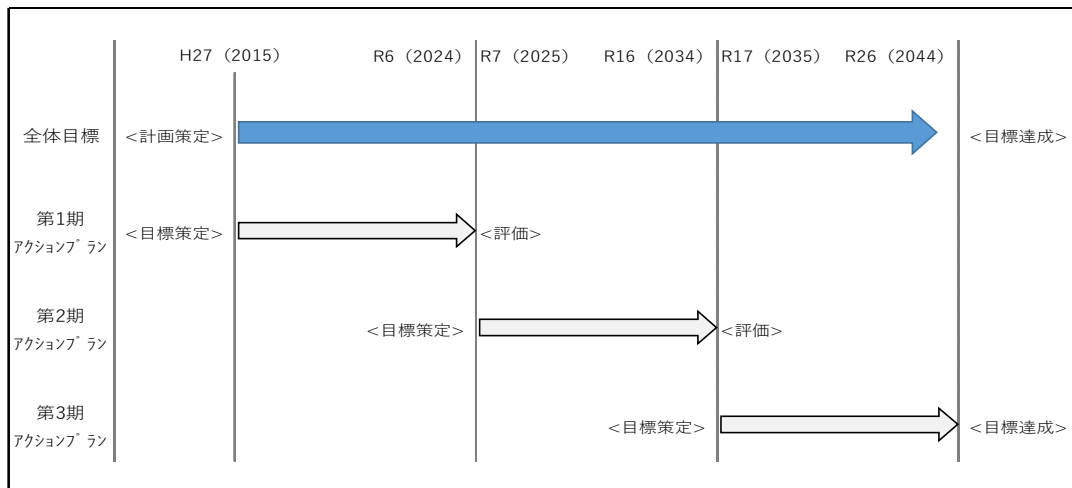 H27（2015） R6（2024） R7（2025） R16（2034） R17（2035） R26（2044）
全体目標 <計画策定> <目標達成>
第1期
ｱｸｼｮﾝﾌﾟﾗﾝ <目標策定> <評価>
第2期
ｱｸｼｮﾝﾌﾟﾗﾝ <目標策定> <評価>
第3期
ｱｸｼｮﾝﾌﾟﾗﾝ <目標策定> <目標達成>